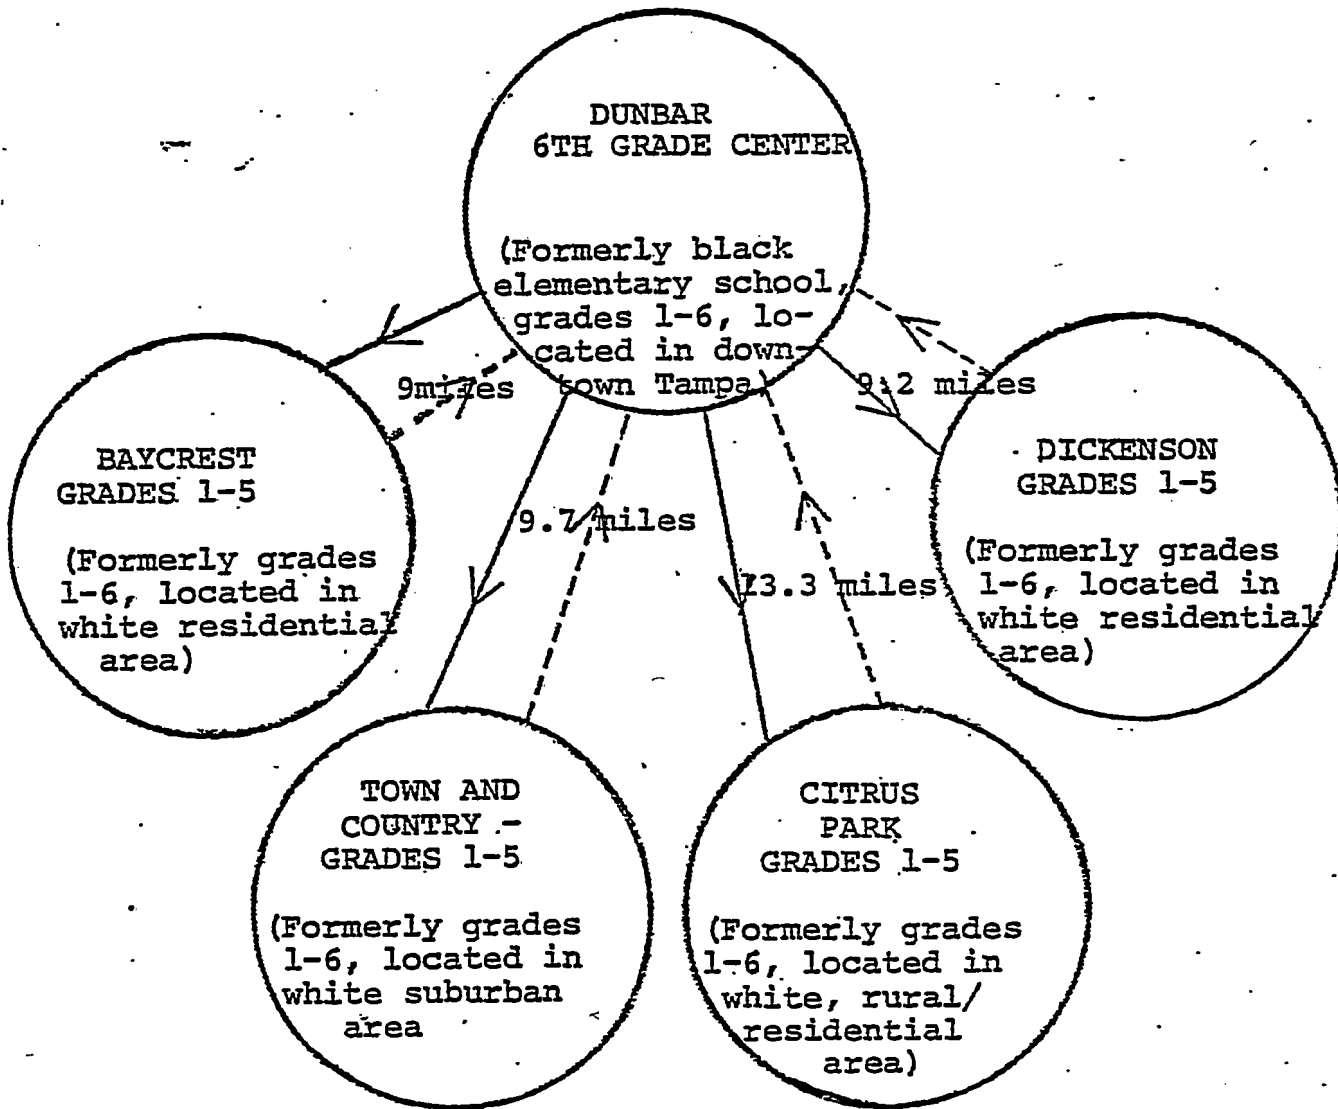 DUNBAR
6TH GRADE CENTER
(Formerly black
elementary school,
grades 1-6, lo-
cated in down-
town Tampa
9miles
9.2 miles
BAYCREST
GRADES 1-5
(Formerly grades
1-6, located in
white residential
area)
9.7 miles
13.3 miles
DICKENSON
GRADES 1-5
(Formerly grades
1-6, located in
white residential
area)
TOWN AND
COUNTRY -
GRADES 1-5
(Formerly grades
1-6, located in
white suburban
area
CITRUS
PARK
GRADES 1-5
(Formerly grades
1-6, located in
white, rural/
residential
area)